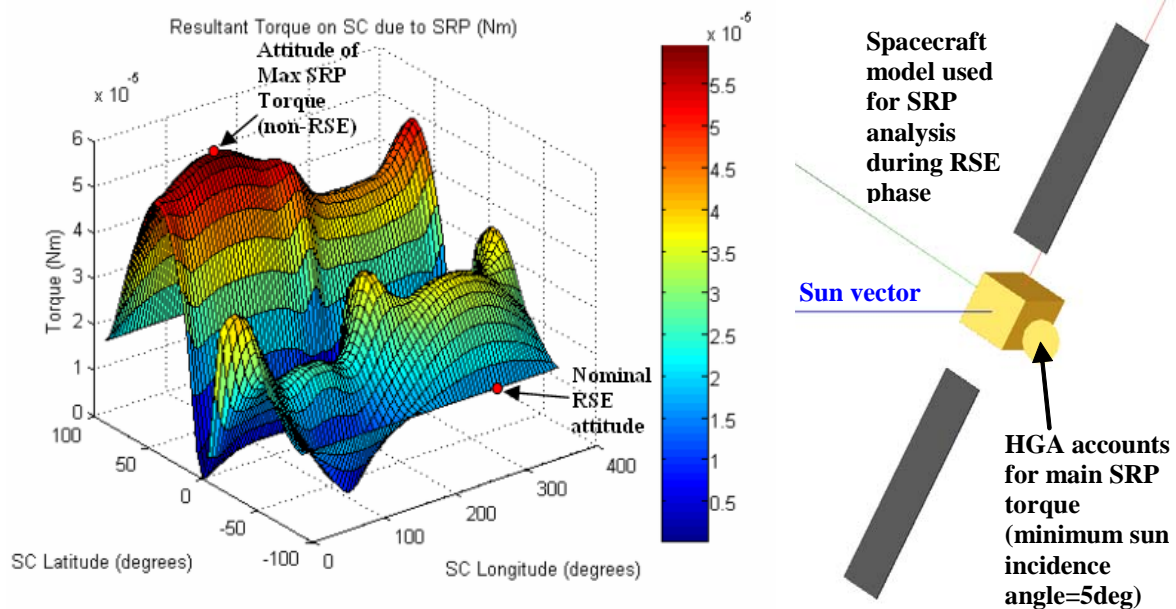 Resultant Torque on SC due to SRP (Nm)
Attitude of
Max SRP
Torque
(non-RSE)
x 10⁻⁵
6
5
4
3
2
1
0
Torque (Nm)
100
50
0
-50
-100
SC Latitude (degrees)
0
100
200
300
400
SC Longitude (degrees)
Nominal
RSE
attitude
x 10⁻⁵
5.5
5
4.5
4
3.5
3
2.5
2
1.5
1
0.5
Spacecraft
model used
for SRP
analysis
during RSE
phase
Sun vector
HGA accounts
for main SRP
torque
(minimum sun
incidence
angle=5deg)